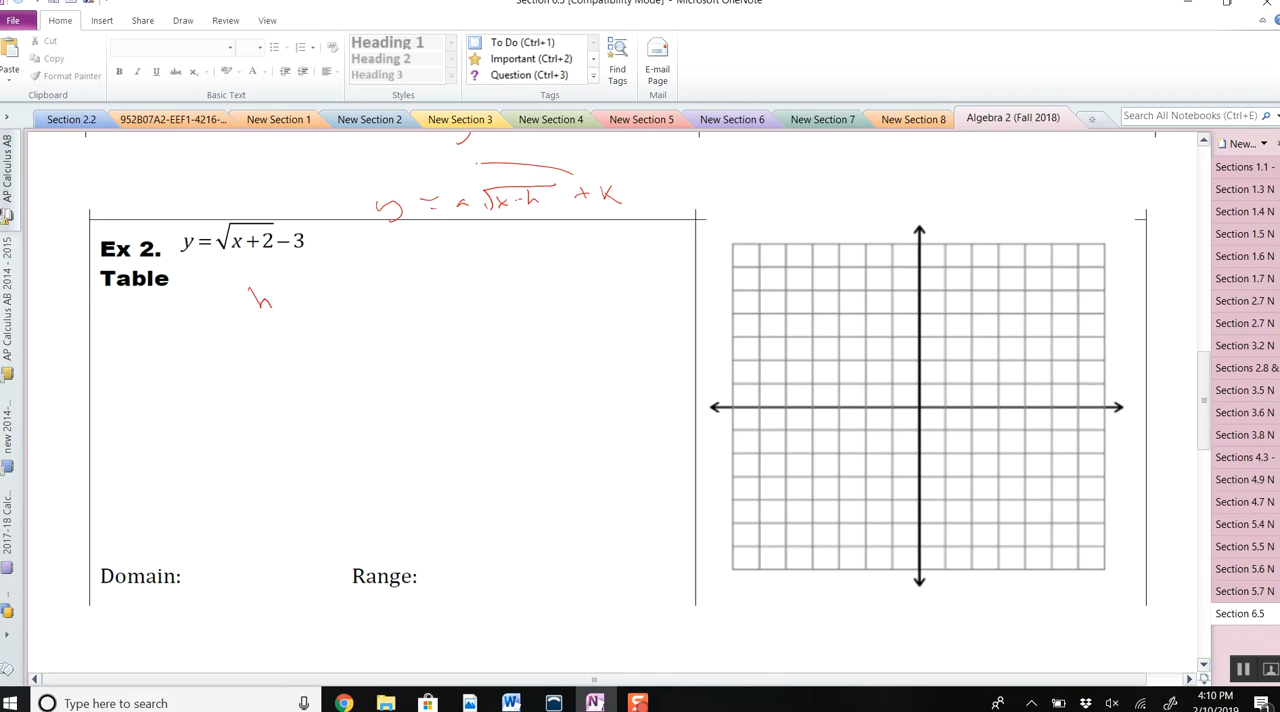 Section 6.5 [Compatibility Mode] - Microsoft OneNote
File Home Insert Share Draw Review View
Cut
Copy
Format Painter
Paste
Clipboard
B I U abc
Basic Text
Heading 1
Heading 2
Heading 3
Styles
To Do (Ctrl+1)
Important (Ctrl+2)
Question (Ctrl+3)
Tags
Find Tags
E-mail Page
Mail
Section 2.2
952B07A2-EEF1-4216-...
New Section 1
New Section 2
New Section 3
New Section 4
New Section 5
New Section 6
New Section 7
New Section 8
Algebra 2 (Fall 2018)
Search All Notebooks (Ctrl+E)
AP Calculus AB
AP Calculus AB 2014 - 2015
new 2014-...
2017-18 Calc...
y = a √x-h + k
Ex 2. y = √x+2 − 3
Table
h
Domain: Range:
New...
Sections 1.1 -
Section 1.3 N
Section 1.4 N
Section 1.5 N
Section 1.6 N
Section 1.7 N
Section 2.7 N
Section 2.7 N
Section 3.2 N
Sections 2.8 &
Section 3.5 N
Section 3.6 N
Section 3.8 N
Sections 4.3 -
Section 4.9 N
Section 4.7 N
Section 5.4 N
Section 5.5 N
Section 5.6 N
Section 5.7 N
Section 6.5
Type here to search
4:10 PM
2/10/2019